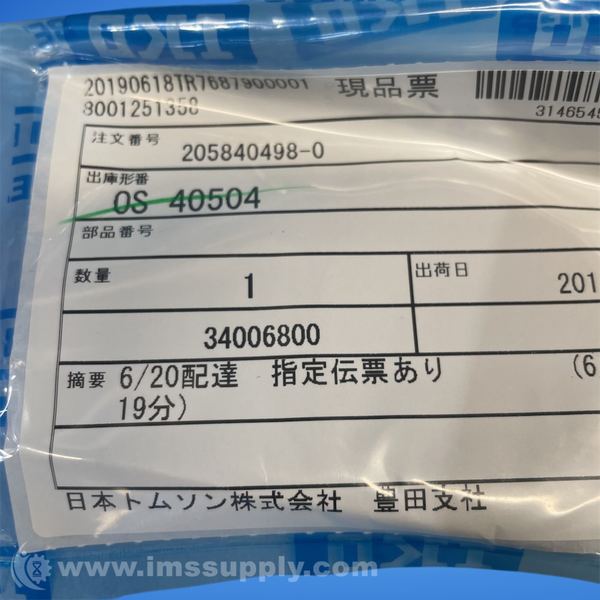 IKO
20190618TR7687900001 現品票
8001251358
314654
注文番号
205840498-0
出庫形番
OS 40504
部品番号
数量 1 出荷日 201
34006800
摘要 6/20配達 指定伝票あり (6
19分)
日本トムソン株式会社 豊田支社
www.imssupply.com